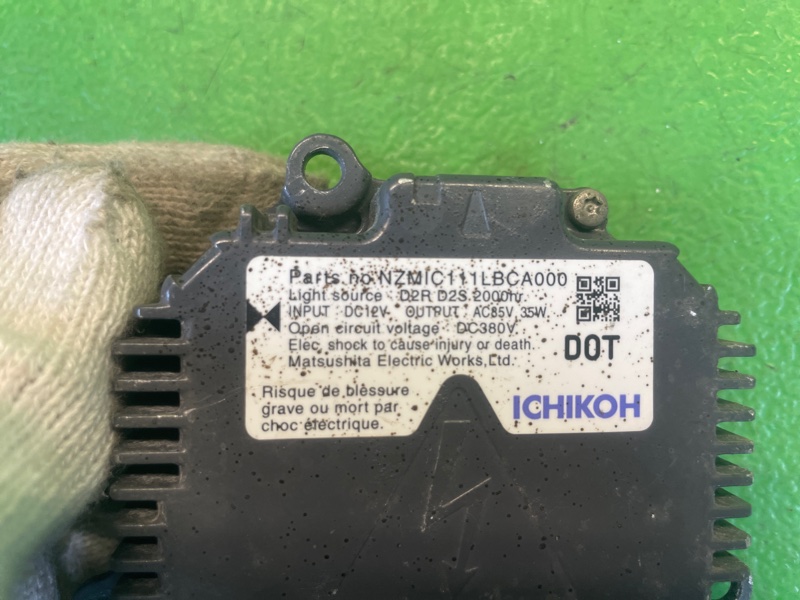 Parts no.NZMIC111LBCA000
Light source : D2R D2S 2000hr
INPUT : DC12V OUTPUT : AC85V 35W
Open circuit voltage : DC380V
Elec. shock to cause injury or death.
Matsushita Electric Works,Ltd.
DOT
Risque de blessure
grave ou mort par
choc électrique.
ICHIKOH